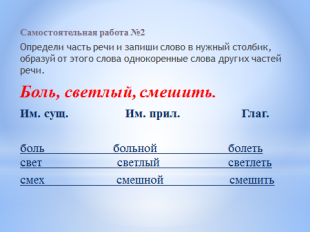 Самостоятельная работа №2
Определи часть речи и запиши слово в нужный столбик,
образуй от этого слова однокоренные слова других частей
речи.
Боль, светлый, смешить.
Им. сущ. Им. прил. Глаг.
боль больной болеть
свет светлый светлеть
смех смешной смешить